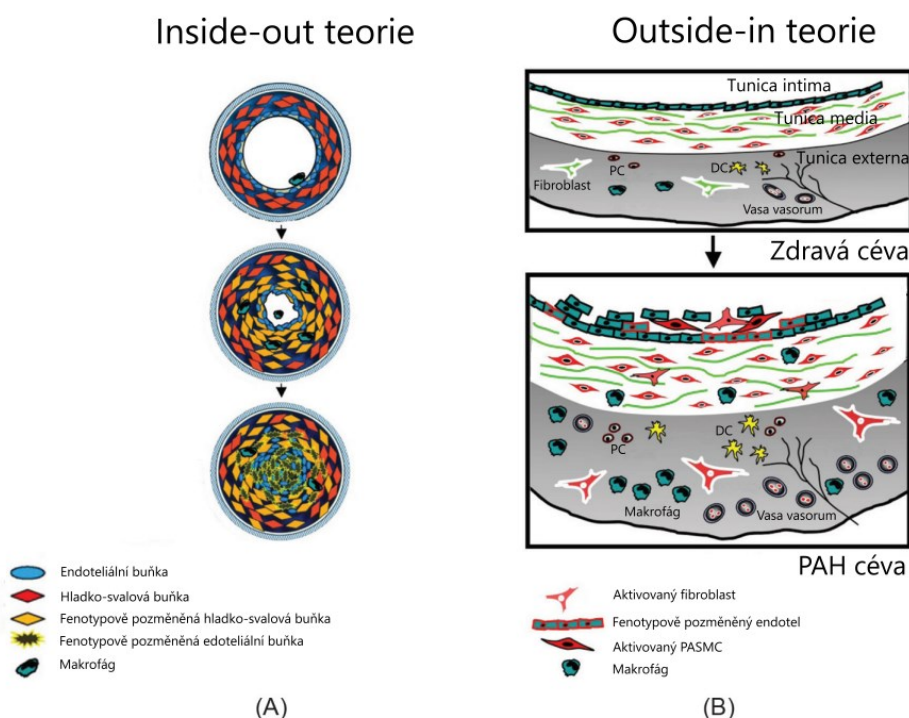 Inside-out teorie
Outside-in teorie
Tunica intima
Tunica media
Tunica externa
PC
DC
Fibroblast
Vasa vasorum
Zdravá céva
DC
PC
Makrofág
Vasa vasorum
PAH céva
Endoteliální buňka
Hladko-svalová buňka
Fenotypově pozměněná hladko-svalová buňka
Fenotypově pozměněná edoteliální buňka
Makrofág
Aktivovaný fibroblast
Fenotypově pozměněný endotel
Aktivovaný PASMC
Makrofág
(A)
(B)